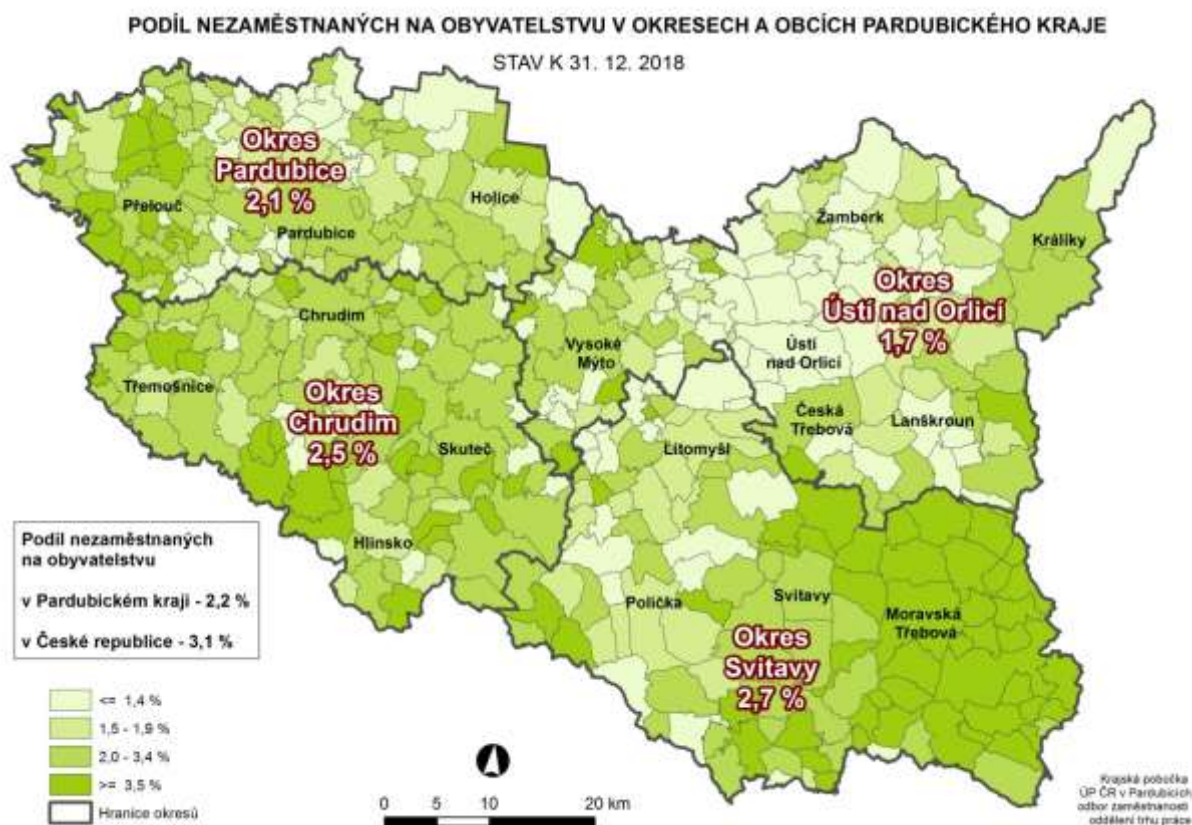 PODÍL NEZAMĚSTNANÝCH NA OBYVATELSTVU V OKRESECH A OBCÍCH PARDUBICKÉHO KRAJE
STAV K 31. 12. 2018
Okres
Pardubice
2,1 %
Přelouč
Holice
Pardubice
Žamberk
Králíky
Okres
Ústí nad Orlicí
1,7 %
Chrudim
Vysoké
Mýto
Ústí
nad Orlicí
Třemošnice
Okres
Chrudim
2,5 %
Skuteč
Česká
Třebová
Lanškroun
Litomyšl
Hlinsko
Polička
Svitavy
Moravská
Třebová
Okres
Svitavy
2,7 %
Podíl nezaměstnaných
na obyvatelstvu
v Pardubickém kraji - 2,2 %
v České republice - 3,1 %
<= 1,4 %
1,5 - 1,9 %
2,0 - 3,4 %
>= 3,5 %
Hranice okresů
0 5 10 20 km
Krajská pobočka
ÚP ČR v Pardubicích
odbor zaměstnanosti
oddělení trhu práce